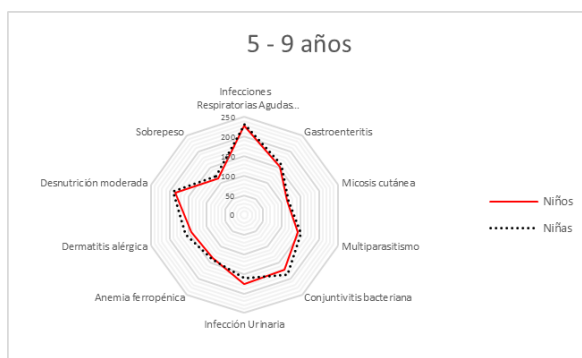 5 - 9 años
Infecciones
Respiratorias Agudas...
Gastroenteritis
Micosis cutánea
Multiparasitismo
Conjuntivitis bacteriana
Infección Urinaria
Anemia ferropénica
Dermatitis alérgica
Desnutrición moderada
Sobrepeso
250
200
150
100
50
0
Niños
Niñas